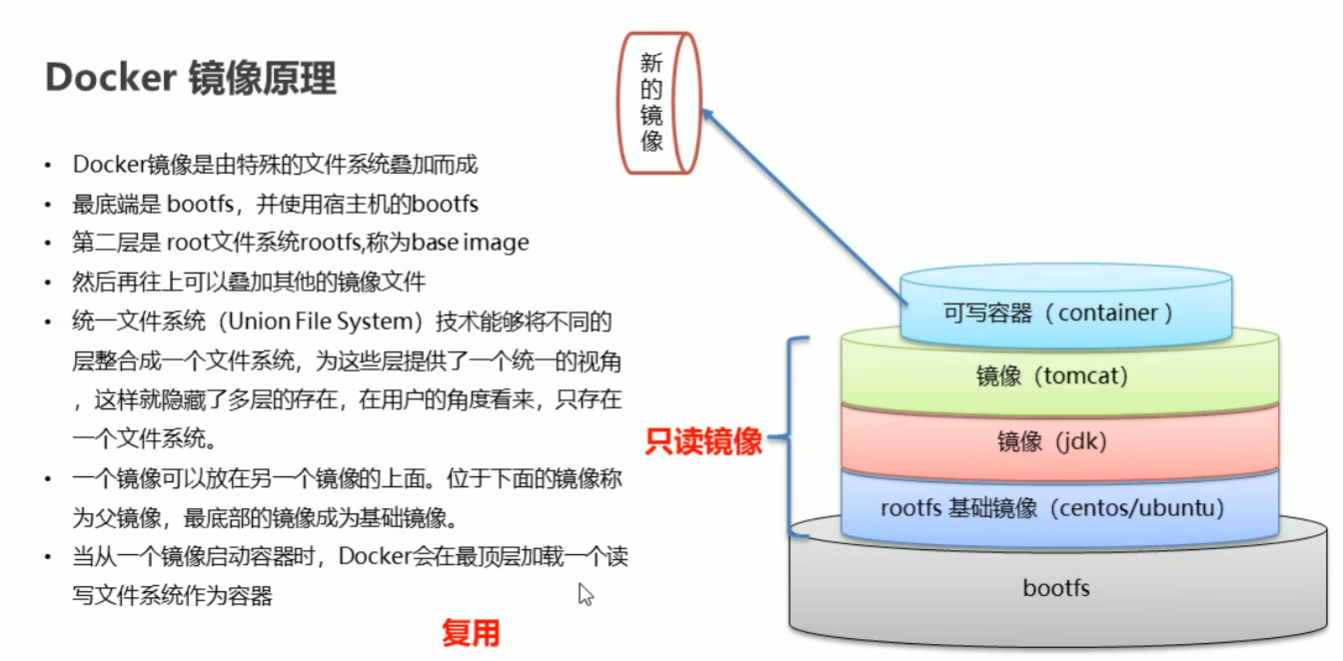 Docker 镜像原理
• Docker镜像是由特殊的文件系统叠加而成
• 最底端是 bootfs，并使用宿主机的bootfs
• 第二层是 root文件系统rootfs,称为base image
• 然后再往上可以叠加其他的镜像文件
• 统一文件系统（Union File System）技术能够将不同的
层整合成一个文件系统，为这些层提供了一个统一的视角
，这样就隐藏了多层的存在，在用户的角度看来，只存在
一个文件系统。
• 一个镜像可以放在另一个镜像的上面。位于下面的镜像称
为父镜像，最底部的镜像成为基础镜像。
• 当从一个镜像启动容器时，Docker会在最顶层加载一个读
写文件系统作为容器
复用
新的镜像
可写容器（container）
镜像（tomcat）
镜像（jdk）
rootfs 基础镜像（centos/ubuntu）
bootfs
只读镜像